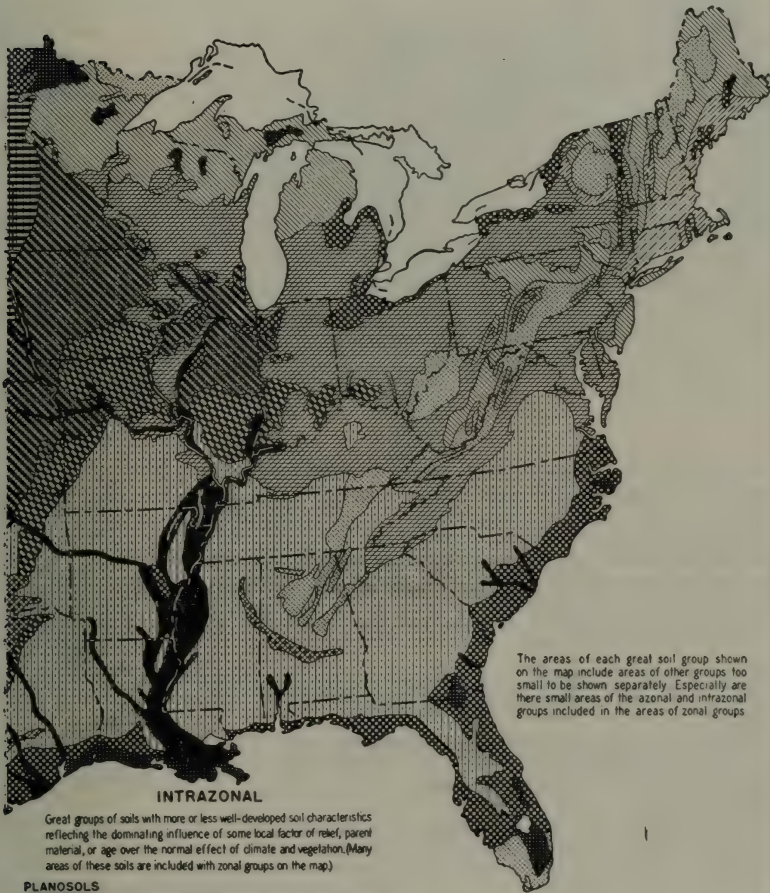 The areas of each great soil group shown
on the map include areas of other groups too
small to be shown separately. Especially are
there small areas of the azonal and intrazonal
groups included in the areas of zonal groups
INTRAZONAL
Great groups of soils with more or less well-developed soil characteristics
reflecting the dominating influence of some local factor of relief, parent
material, or age over the normal effect of climate and vegetation.(Many
areas of these soils are included with zonal groups on the map.)
PLANOSOLS